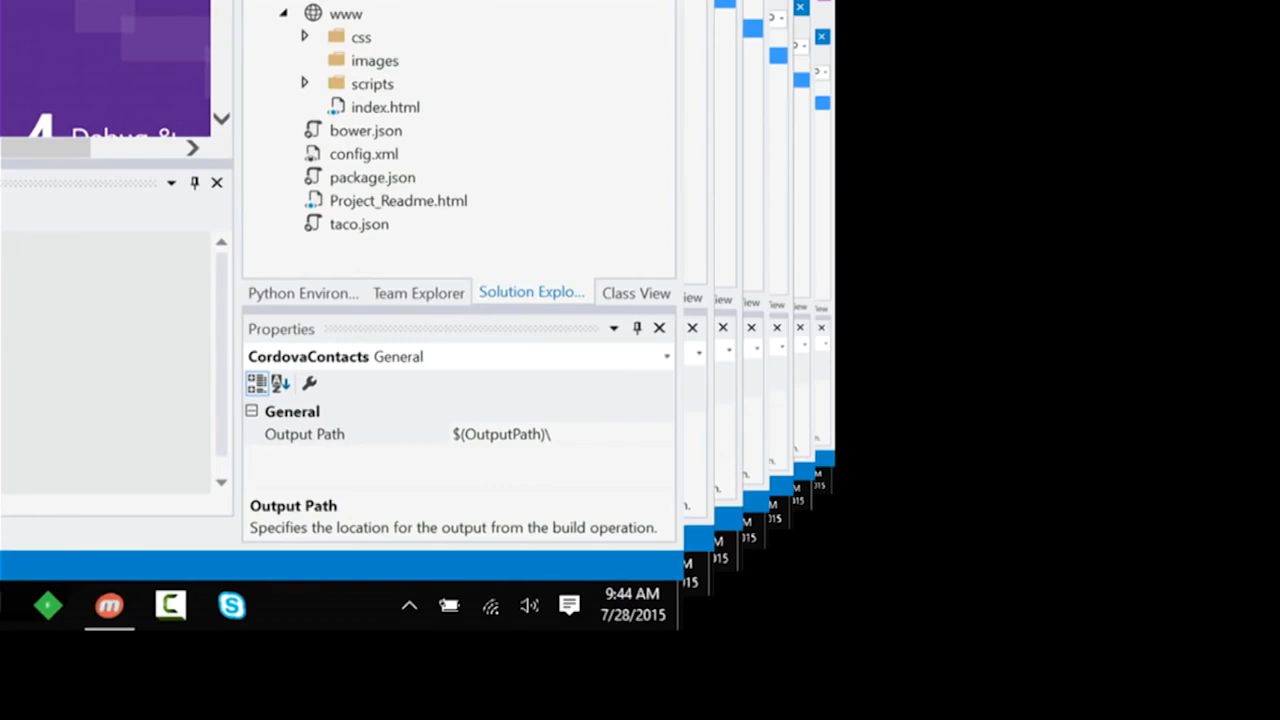 www
css
images
scripts
index.html
bower.json
config.xml
package.json
Project_Readme.html
taco.json
4 Debug &
Python Environ... Team Explorer Solution Explo... Class View
Properties
CordovaContacts General
General
Output Path $(OutputPath)\
Output Path
Specifies the location for the output from the build operation.
9:44 AM
7/28/2015